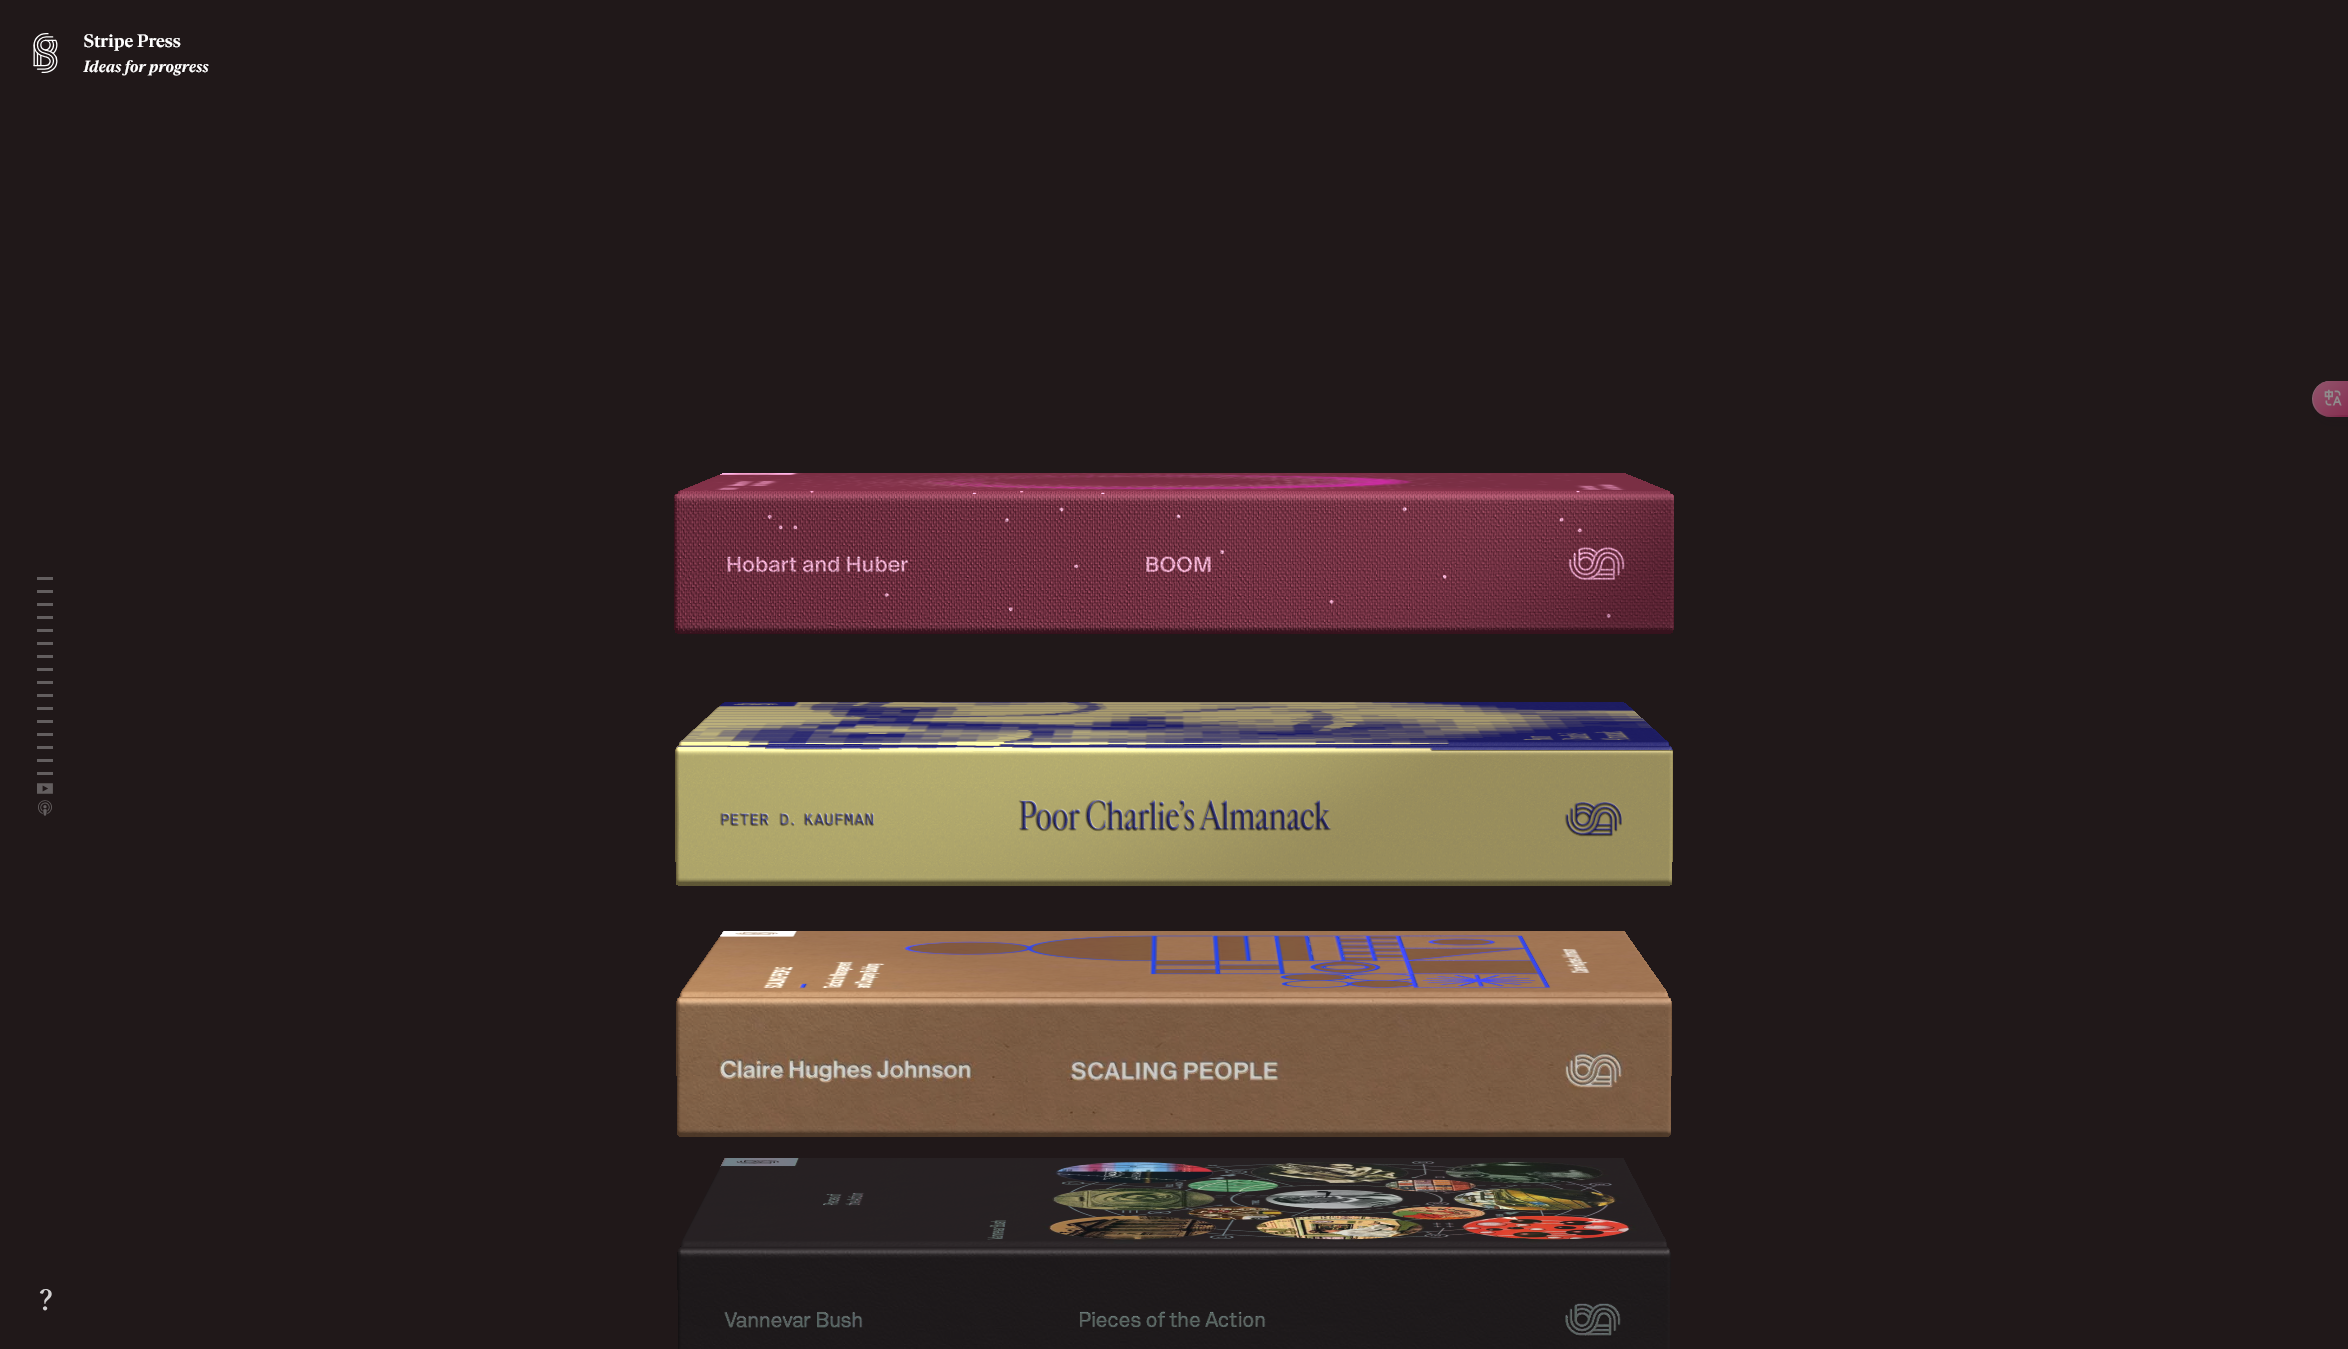 Stripe Press
Ideas for progress
Hobart and Huber
BOOM
PETER D. KAUFMAN
Poor Charlie’s Almanack
Claire Hughes Johnson
SCALING PEOPLE
Vannevar Bush
Pieces of the Action
?